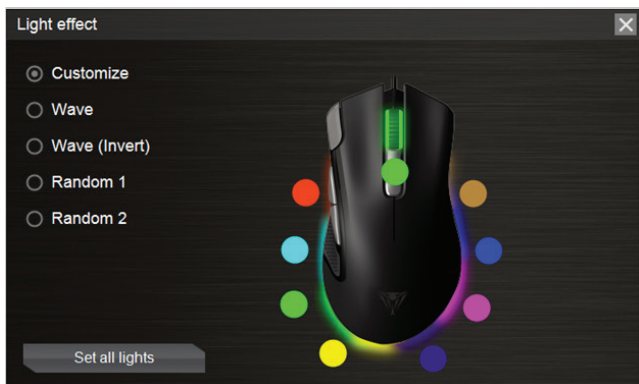 Light effect
Customize
Wave
Wave (Invert)
Random 1
Random 2
Set all lights